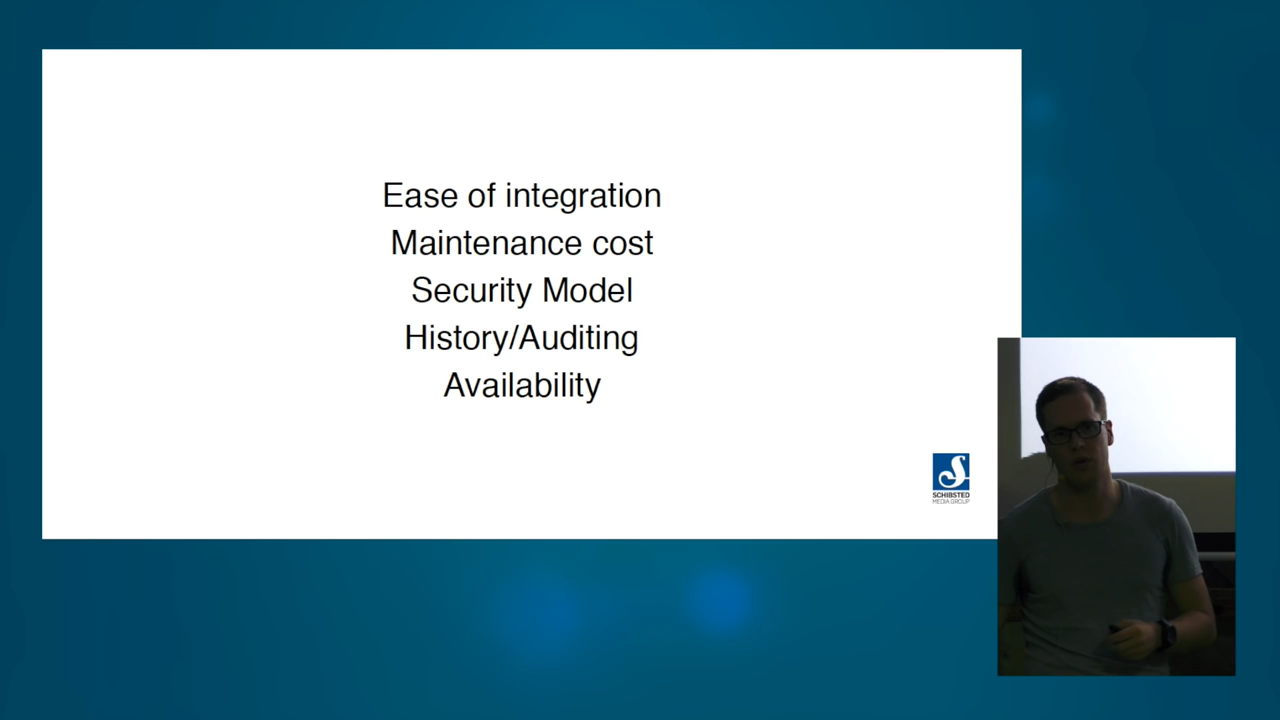 Ease of integration
Maintenance cost
Security Model
History/Auditing
Availability
SCHIBSTED
MEDIA GROUP